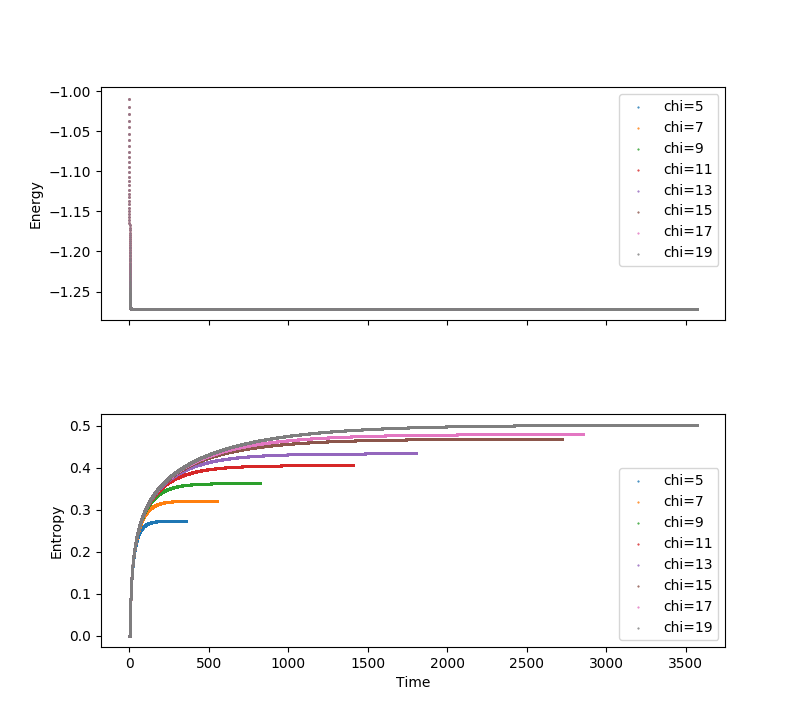 −1.00
−1.05
−1.10
−1.15
−1.20
−1.25
Energy
chi=5
chi=7
chi=9
chi=11
chi=13
chi=15
chi=17
chi=19
0.5
0.4
0.3
0.2
0.1
0.0
Entropy
chi=5
chi=7
chi=9
chi=11
chi=13
chi=15
chi=17
chi=19
0 500 1000 1500 2000 2500 3000 3500
Time